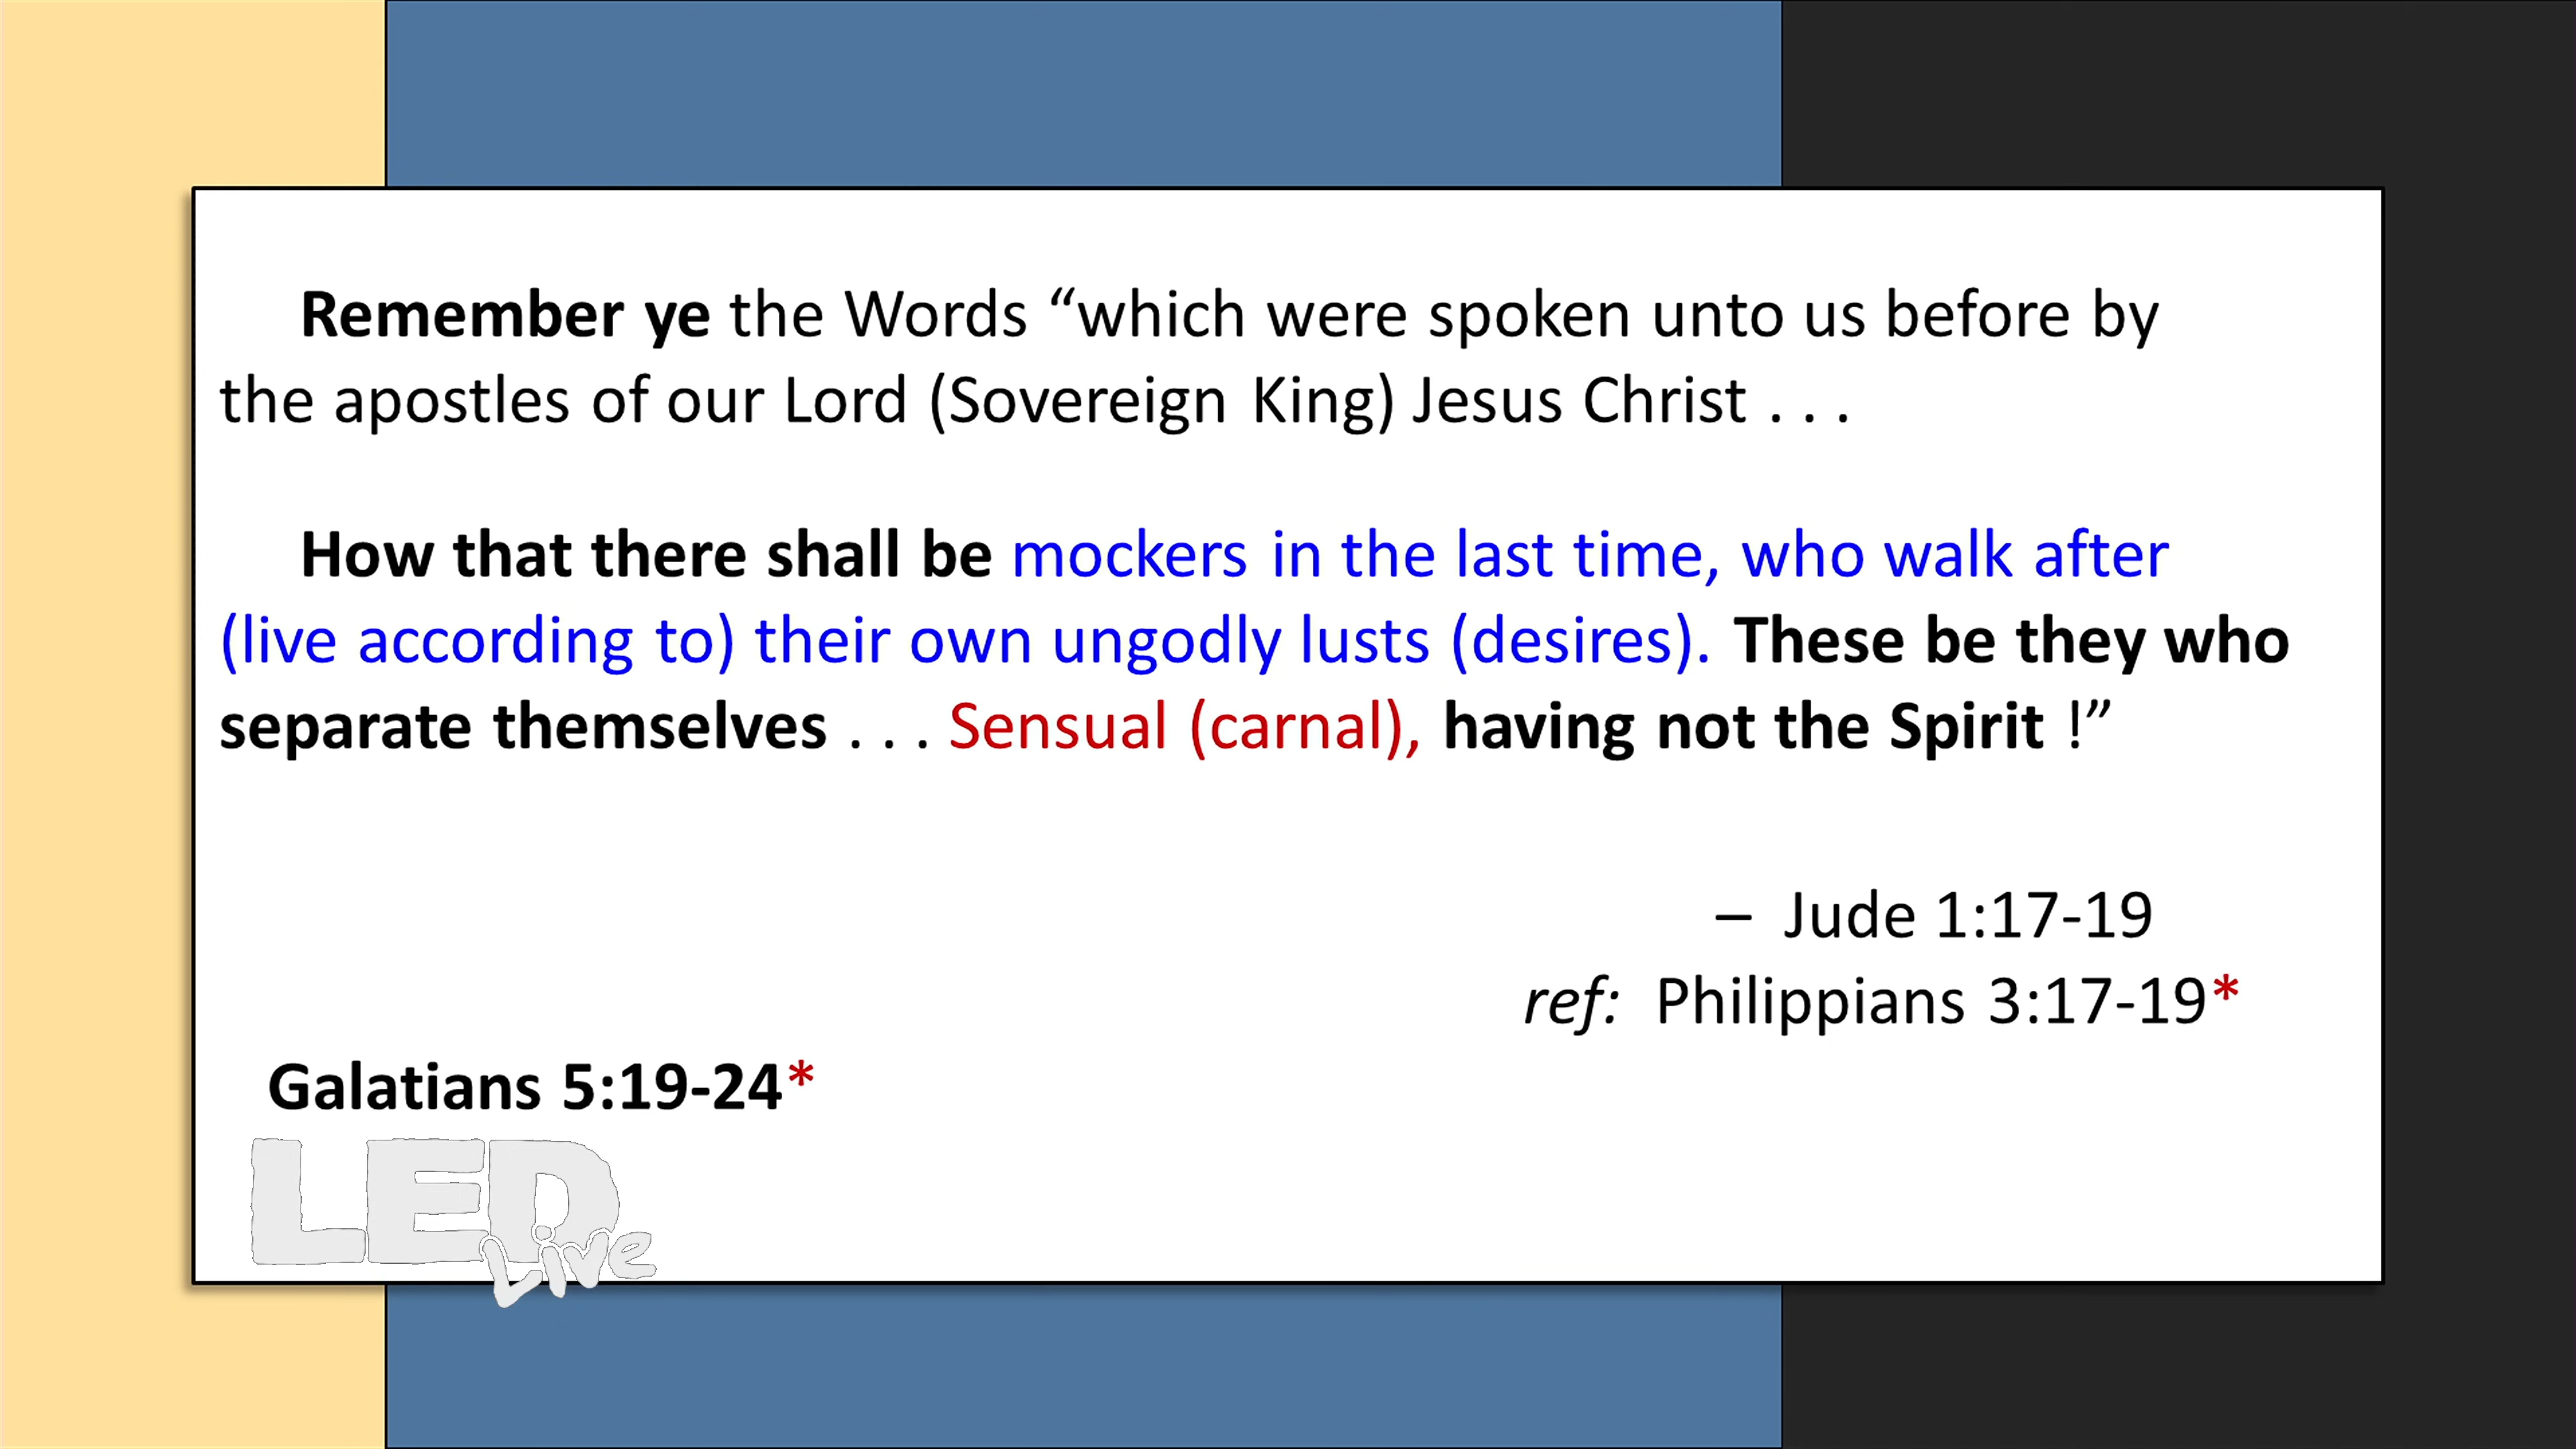 Remember ye the Words “which were spoken unto us before by
the apostles of our Lord (Sovereign King) Jesus Christ . . .
How that there shall be mockers in the last time, who walk after
(live according to) their own ungodly lusts (desires). These be they who
separate themselves . . . Sensual (carnal), having not the Spirit !”
– Jude 1:17-19
ref: Philippians 3:17-19*
Galatians 5:19-24*
LED
Live